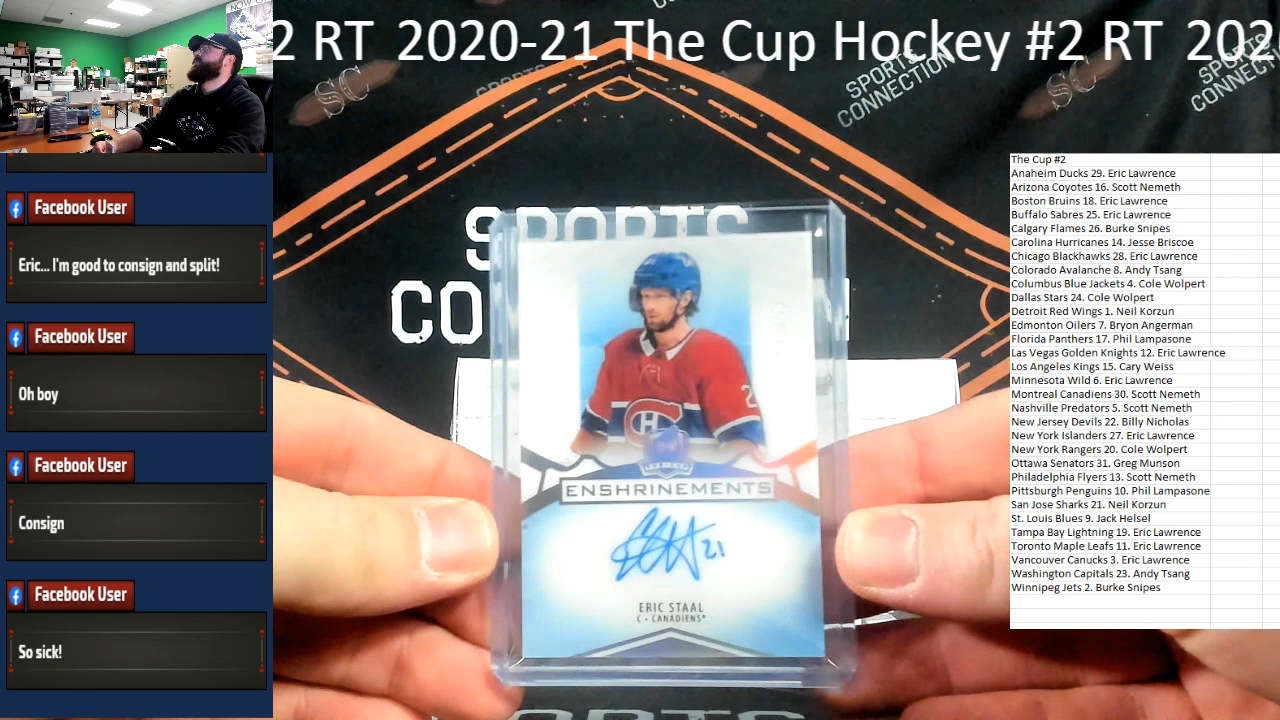 2 RT 2020-21 The Cup Hockey #2 RT 202
SC
SPORTS
SPORTS
CONNECTION
SC
SPORTS
CONNECTION
Facebook User
Eric... I'm good to consign and split!
Facebook User
Oh boy
Facebook User
Consign
Facebook User
So sick!
SPORTS
CO
ENSHRINEMENTS
21
ERIC STAAL
C - CANADIENS
The Cup #2
Anaheim Ducks 29. Eric Lawrence
Arizona Coyotes 16. Scott Nemeth
Boston Bruins 18. Eric Lawrence
Buffalo Sabres 25. Eric Lawrence
Calgary Flames 26. Burke Snipes
Carolina Hurricanes 14. Jesse Briscoe
Chicago Blackhawks 28. Eric Lawrence
Colorado Avalanche 8. Andy Tsang
Columbus Blue Jackets 4. Cole Wolpert
Dallas Stars 24. Cole Wolpert
Detroit Red Wings 1. Neil Korzun
Edmonton Oilers 7. Bryon Angerman
Florida Panthers 17. Phil Lampasone
Las Vegas Golden Knights 12. Eric Lawrence
Los Angeles Kings 15. Cary Weiss
Minnesota Wild 6. Eric Lawrence
Montreal Canadiens 30. Scott Nemeth
Nashville Predators 5. Scott Nemeth
New Jersey Devils 22. Billy Nicholas
New York Islanders 27. Eric Lawrence
New York Rangers 20. Cole Wolpert
Ottawa Senators 31. Greg Munson
Philadelphia Flyers 13. Scott Nemeth
Pittsburgh Penguins 10. Phil Lampasone
San Jose Sharks 21. Neil Korzun
St. Louis Blues 9. Jack Helsel
Tampa Bay Lightning 19. Eric Lawrence
Toronto Maple Leafs 11. Eric Lawrence
Vancouver Canucks 3. Eric Lawrence
Washington Capitals 23. Andy Tsang
Winnipeg Jets 2. Burke Snipes